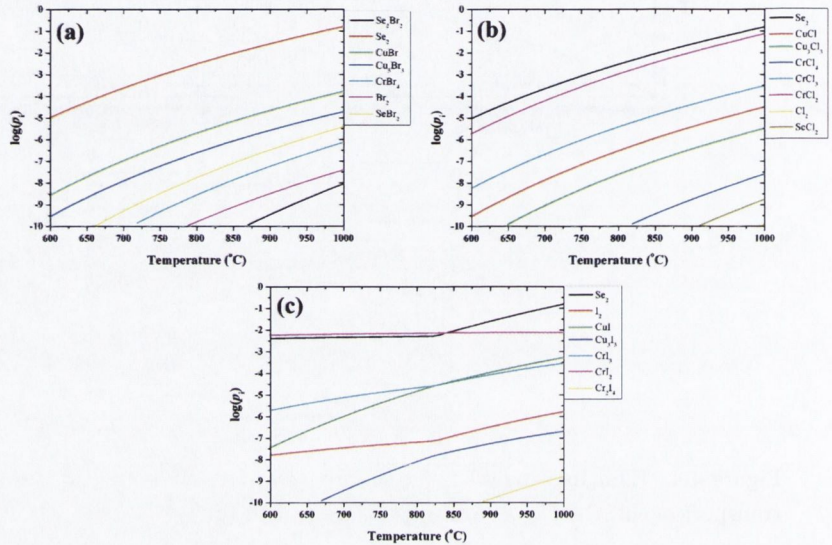 (a)
log(pᵢ)
0
-1
-2
-3
-4
-5
-6
-7
-8
-9
-10
600 650 700 750 800 850 900 950 1000
Temperature (°C)
Se₂Br₂
Se₂
CuBr
Cu₃Br₃
CrBr₄
Br₂
SeBr₂
(b)
log(pᵢ)
0
-1
-2
-3
-4
-5
-6
-7
-8
-9
-10
600 650 700 750 800 850 900 950 1000
Temperature (°C)
Se₂
CuCl
Cu₃Cl₃
CrCl₄
CrCl₃
CrCl₂
Cl₂
SeCl₂
(c)
log(pᵢ)
0
-1
-2
-3
-4
-5
-6
-7
-8
-9
-10
600 650 700 750 800 850 900 950 1000
Temperature (°C)
Se₂
I₂
CuI
Cu₃I₃
CrI₃
CrI₂
Cr₂I₄